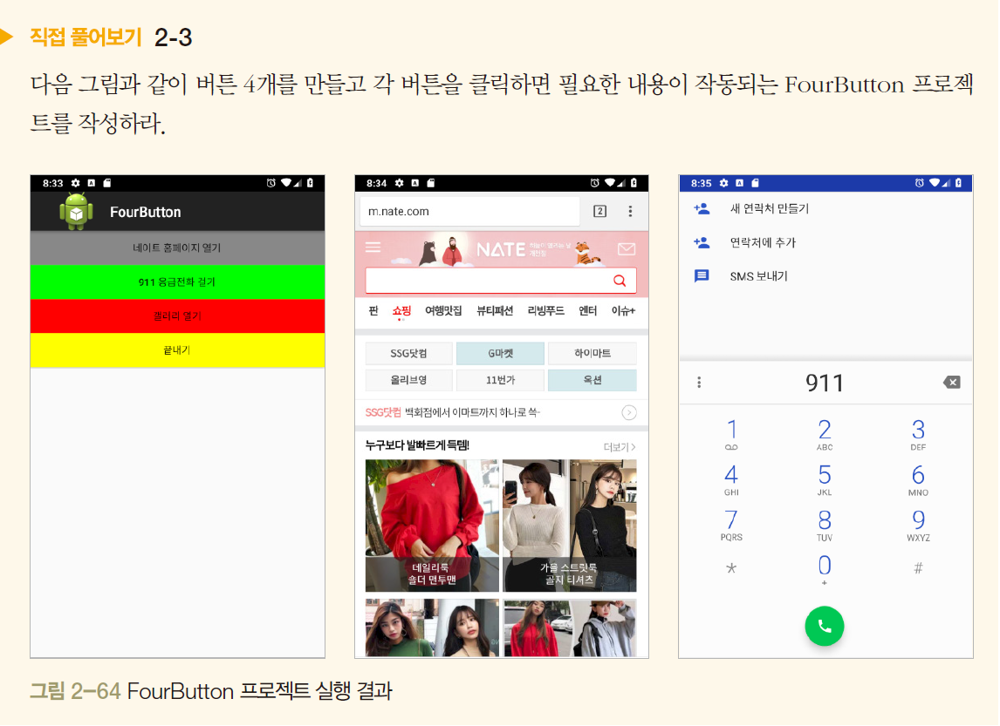 직접 풀어보기 2-3
다음 그림과 같이 버튼 4개를 만들고 각 버튼을 클릭하면 필요한 내용이 작동되는 FourButton 프로젝
트를 작성하라.
8:33
FourButton
네이트 홈페이지 열기
911 응급전화 걸기
갤러리 열기
끝내기
8:34
m.nate.com
2
NATE
판 쇼핑 여행맛집 뷰티패션 리빙푸드 엔터 이슈+
SSG닷컴 G마켓 하이마트
올리브영 11번가 옥션
SSG닷컴 백화점에서 이마트까지 하나로 쓱-
누구보다 발빠르게 득템!
더보기 >
데일리룩
숄더 맨투맨
가을 스트릿룩
골지 티셔츠
8:35
새 연락처 만들기
연락처에 추가
SMS 보내기
911
1 2 3
ABC DEF
4 5 6
GHI JKL MNO
7 8 9
PQRS TUV WXYZ
* 0 #
+
그림 2-64 FourButton 프로젝트 실행 결과